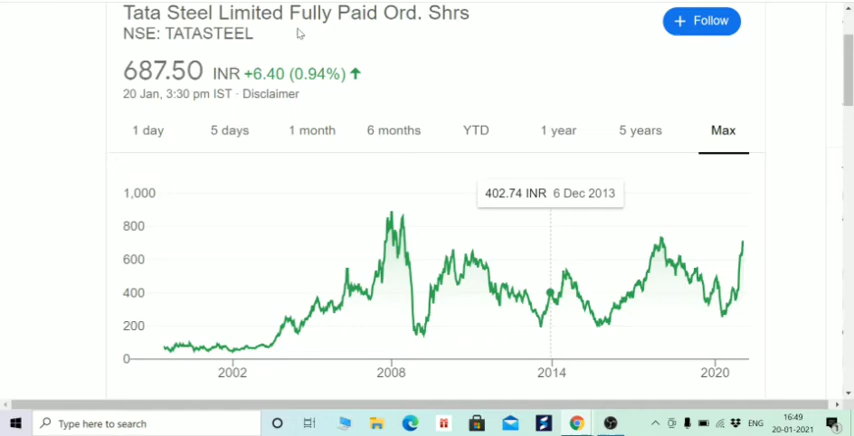 Tata Steel Limited Fully Paid Ord. Shrs
NSE: TATASTEEL
+ Follow
687.50 INR +6.40 (0.94%) ↑
20 Jan, 3:30 pm IST · Disclaimer
1 day 5 days 1 month 6 months YTD 1 year 5 years Max
402.74 INR 6 Dec 2013
1,000
800
600
400
200
0
2002 2008 2014 2020
Type here to search
ENG
16:49
20-01-2021
1